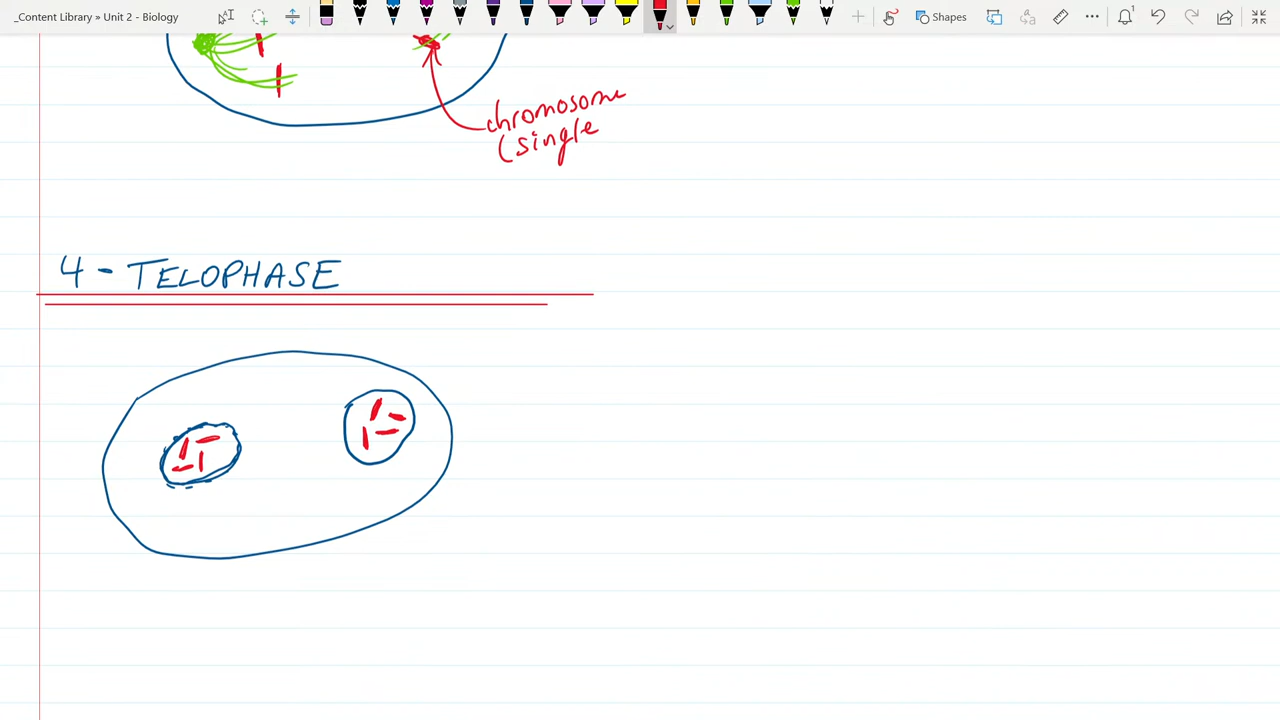 _Content Library » Unit 2 - Biology
Shapes
chromosome
(single
4 - TELOPHASE